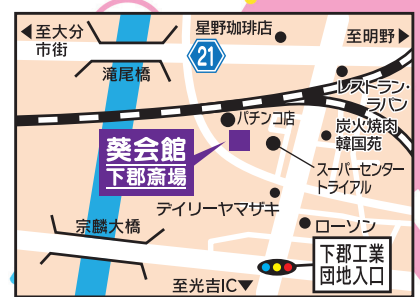 至大分
市街
星野珈琲店
至明野
21
滝尾橋
レストラン・
ラパン
パチンコ店
炭火焼肉
韓国苑
葵会館
下郡斎場
スーパーセンター
トライアル
デイリーヤマザキ
宗麟大橋
ローソン
下郡工業
団地入口
至光吉IC